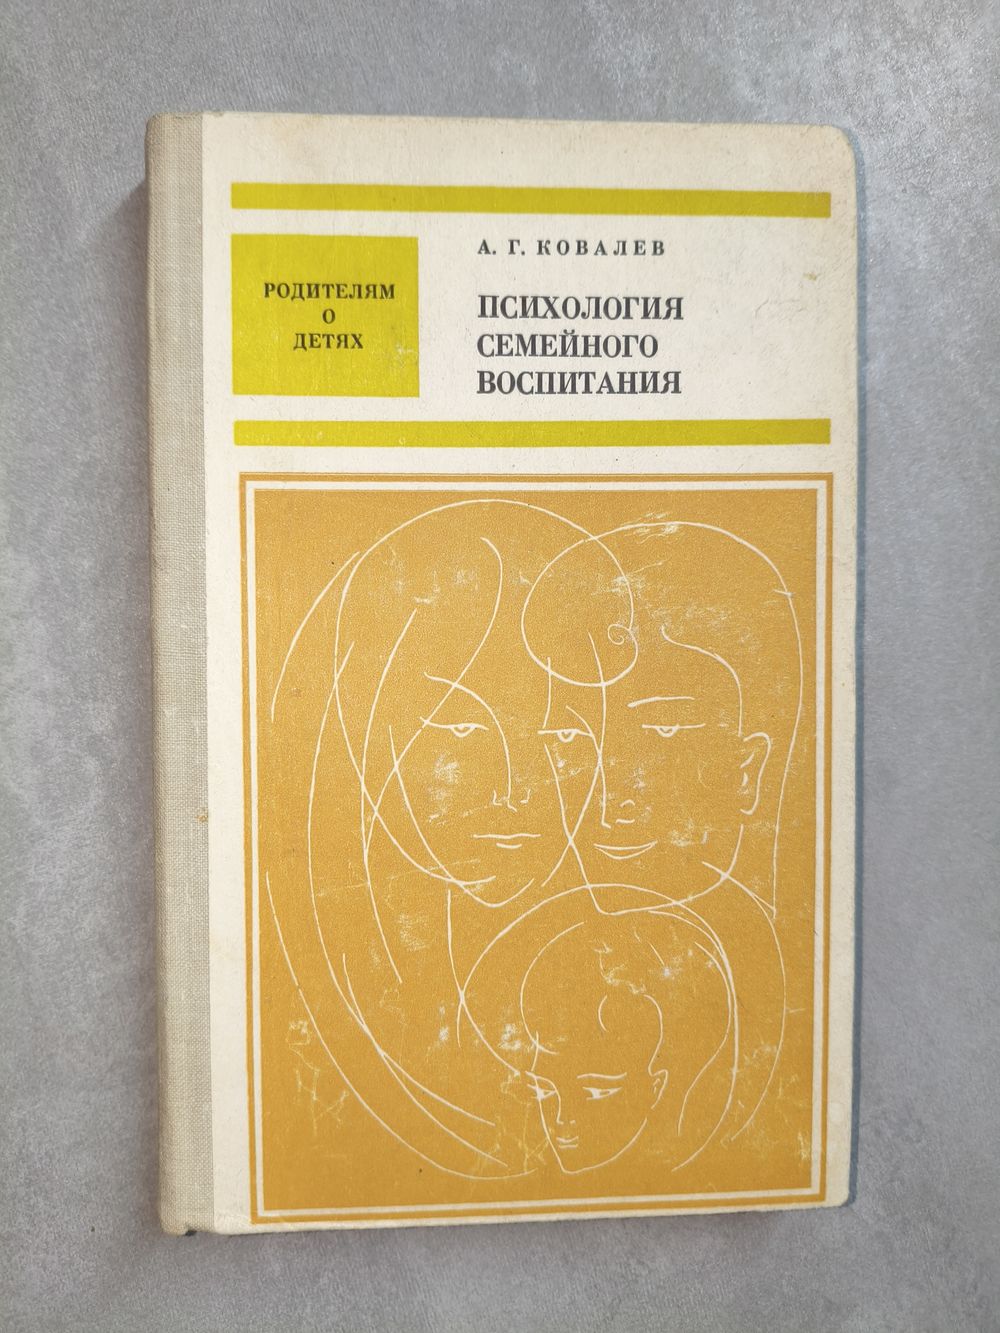 А. Г. КОВАЛЕВ
РОДИТЕЛЯМ
О
ДЕТЯХ
ПСИХОЛОГИЯ
СЕМЕЙНОГО
ВОСПИТАНИЯ